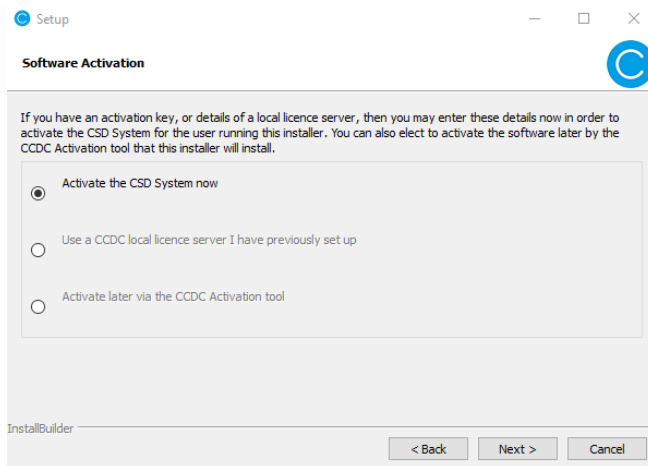 Setup
Software Activation
If you have an activation key, or details of a local licence server, then you may enter these details now in order to
activate the CSD System for the user running this installer. You can also elect to activate the software later by the
CCDC Activation tool that this installer will install.
Activate the CSD System now
Use a CCDC local licence server I have previously set up
Activate later via the CCDC Activation tool
InstallBuilder
< Back Next > Cancel